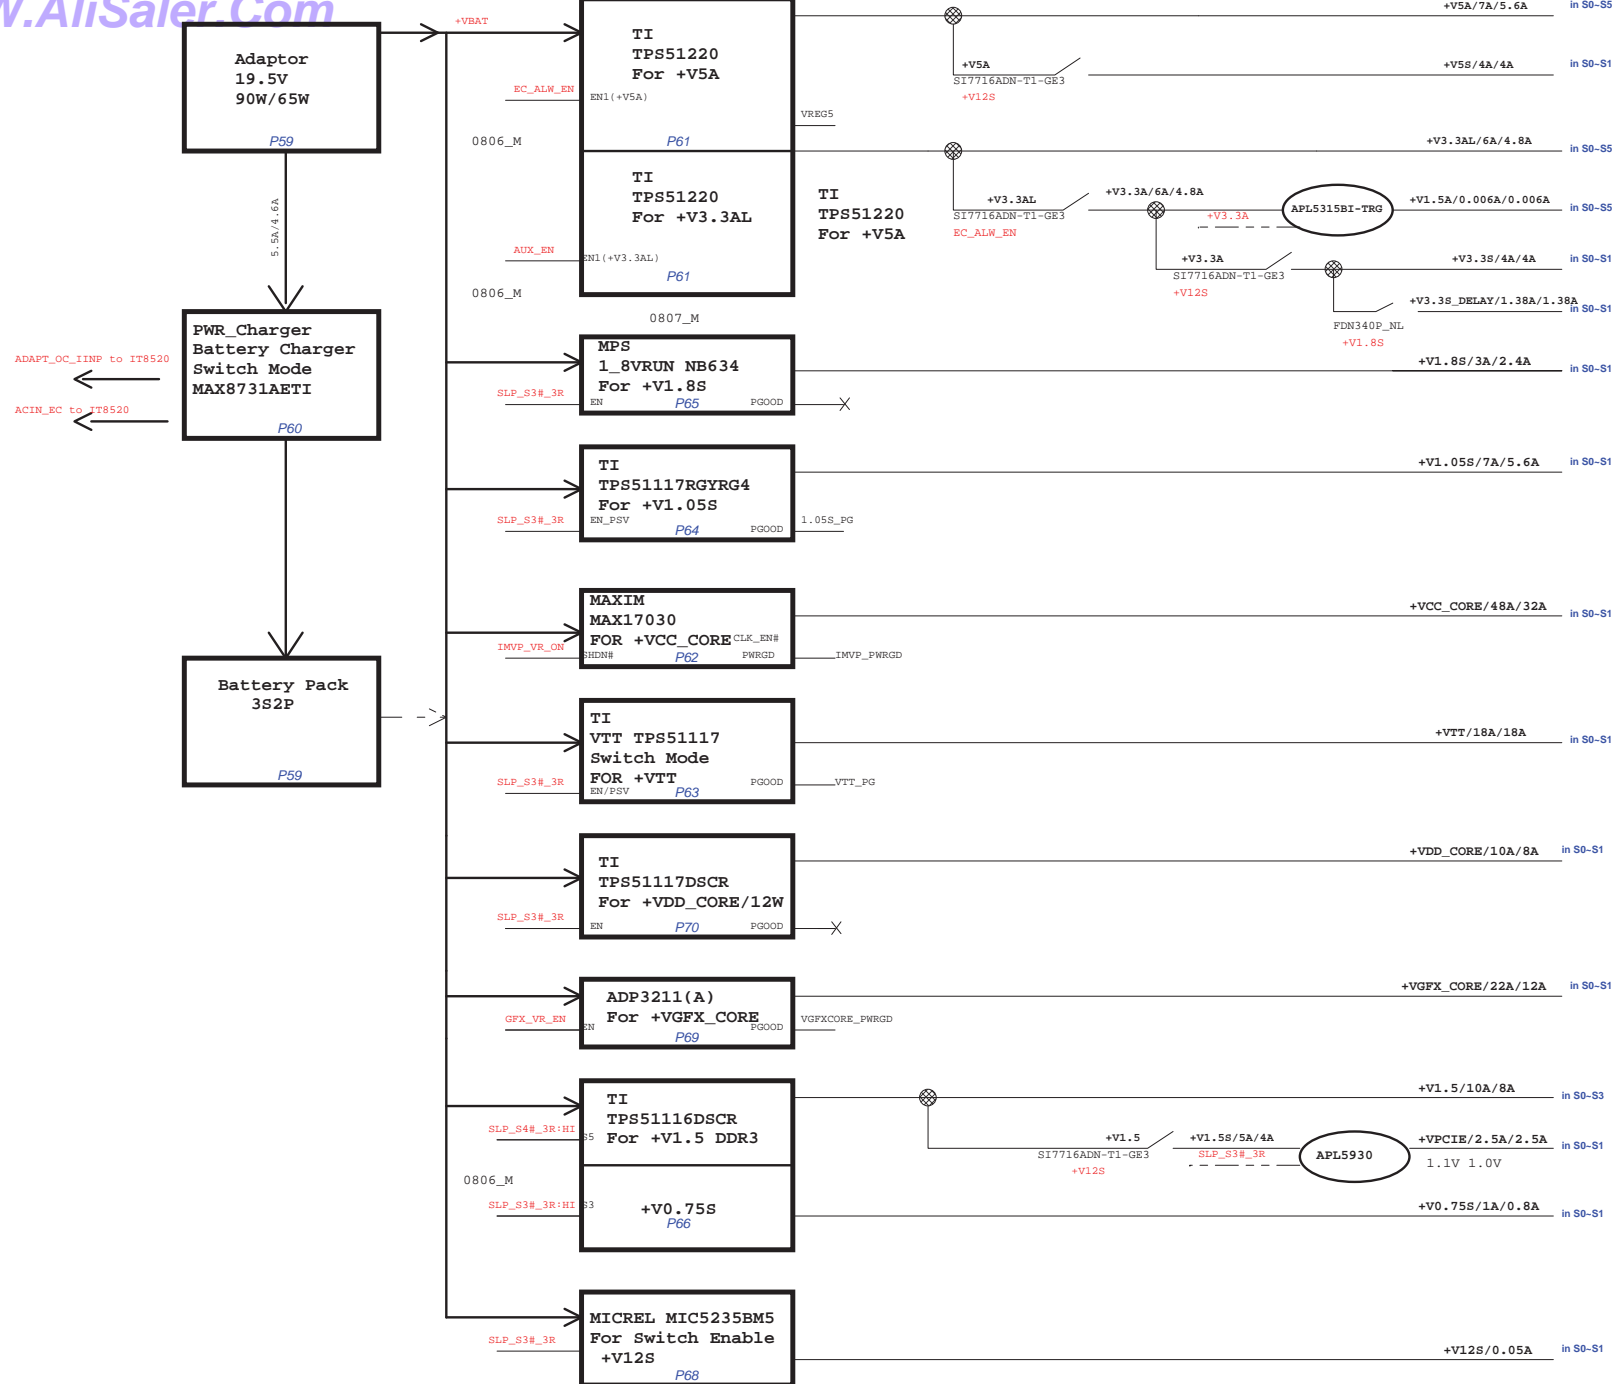 W.AliSaler.Com
Adaptor
19.5V
90W/65W
P59
5.5A/4.6A
PWR_Charger
Battery Charger
Switch Mode
MAX8731AETI
P60
ADAPT_OC_IINP to IT8520
ACIN_EC to IT8520
Battery Pack
3S2P
P59
+VBAT
TI
TPS51220
For +V5A
EC_ALW_EN
EN1(+V5A)
VREG5
P61
0806_M
TI
TPS51220
For +V3.3AL
AUX_EN
EN1(+V3.3AL)
P61
0806_M
TI
TPS51220
For +V5A
+V5A/7A/5.6A
in S0~S5
+V5A
SI7716ADN-T1-GE3
+V12S
+V5S/4A/4A
in S0~S1
+V3.3AL/6A/4.8A
in S0~S5
+V3.3AL
SI7716ADN-T1-GE3
EC_ALW_EN
+V3.3A/6A/4.8A
+V3.3A
APL5315BI-TRG
+V1.5A/0.006A/0.006A
in S0~S5
+V3.3A
SI7716ADN-T1-GE3
+V12S
+V3.3S/4A/4A
in S0~S1
+V3.3S_DELAY/1.38A/1.38A
in S0~S1
FDN340P_NL
+V1.8S
0807_M
MPS
1_8VRUN NB634
For +V1.8S
SLP_S3#_3R
EN
P65
PGOOD
+V1.8S/3A/2.4A
in S0~S1
TI
TPS51117RGYRG4
For +V1.05S
SLP_S3#_3R
EN_PSV
P64
PGOOD
1.05S_PG
+V1.05S/7A/5.6A
in S0~S1
MAXIM
MAX17030
FOR +VCC_CORE
CLK_EN#
IMVP_VR_ON
SHDN#
P62
PWRGD
IMVP_PWRGD
+VCC_CORE/48A/32A
in S0~S1
TI
VTT TPS51117
Switch Mode
FOR +VTT
SLP_S3#_3R
EN/PSV
P63
PGOOD
VTT_PG
+VTT/18A/18A
in S0~S1
TI
TPS51117DSCR
For +VDD_CORE/12W
SLP_S3#_3R
EN
P70
PGOOD
+VDD_CORE/10A/8A
in S0~S1
ADP3211(A)
For +VGFX_CORE
GFX_VR_EN
EN
P69
PGOOD
VGFXCORE_PWRGD
+VGFX_CORE/22A/12A
in S0~S1
TI
TPS51116DSCR
For +V1.5 DDR3
SLP_S4#_3R:HI
S5
+V1.5/10A/8A
in S0~S3
+V1.5
SI7716ADN-T1-GE3
+V12S
+V1.5S/5A/4A
SLP_S3#_3R
APL5930
+VPCIE/2.5A/2.5A
in S0~S1
1.1V 1.0V
0806_M
SLP_S3#_3R:HI
S3
+V0.75S
P66
+V0.75S/1A/0.8A
in S0~S1
MICREL MIC5235BM5
For Switch Enable
+V12S
SLP_S3#_3R
P68
+V12S/0.05A
in S0~S1